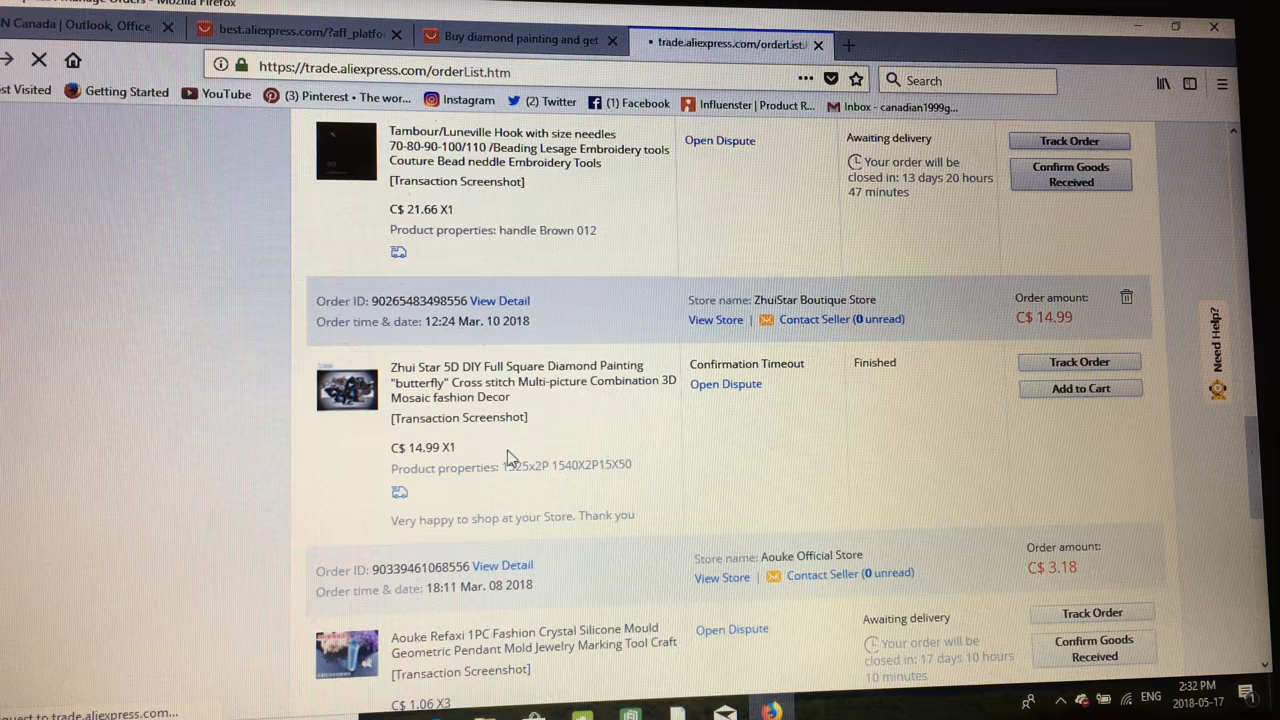 Mozilla Firefox
N Canada | Outlook, Office,
best.aliexpress.com/?aff_platfo
Buy diamond painting and get
trade.aliexpress.com/orderList.
https://trade.aliexpress.com/orderList.htm
Search
st Visited
Getting Started
YouTube
(3) Pinterest • The wor...
Instagram
(2) Twitter
(1) Facebook
Influenster | Product R...
Inbox - canadian1999g...
Tambour/Luneville Hook with size needles
70-80-90-100/110 /Beading Lesage Embroidery tools
Couture Bead neddle Embroidery Tools
[Transaction Screenshot]
C$ 21.66 X1
Product properties: handle Brown 012
Open Dispute
Awaiting delivery
Your order will be
closed in: 13 days 20 hours
47 minutes
Track Order
Confirm Goods
Received
Order ID: 90265483498556 View Detail
Order time & date: 12:24 Mar. 10 2018
Store name: ZhuiStar Boutique Store
View Store | Contact Seller (0 unread)
Order amount:
C$ 14.99
Need Help?
Zhui Star 5D DIY Full Square Diamond Painting
"butterfly" Cross stitch Multi-picture Combination 3D
Mosaic fashion Decor
[Transaction Screenshot]
C$ 14.99 X1
Product properties: 1525x2P 1540X2P15X50
Very happy to shop at your Store. Thank you
Confirmation Timeout
Open Dispute
Finished
Track Order
Add to Cart
Order ID: 90339461068556 View Detail
Order time & date: 18:11 Mar. 08 2018
Store name: Aouke Official Store
View Store | Contact Seller (0 unread)
Order amount:
C$ 3.18
Aouke Refaxi 1PC Fashion Crystal Silicone Mould
Geometric Pendant Mold Jewelry Marking Tool Craft
[Transaction Screenshot]
C$ 1.06 X3
Open Dispute
Awaiting delivery
Your order will be
closed in: 17 days 10 hours
10 minutes
Track Order
Confirm Goods
Received
quest to trade.aliexpress.com...
ENG
2:32 PM
2018-05-17